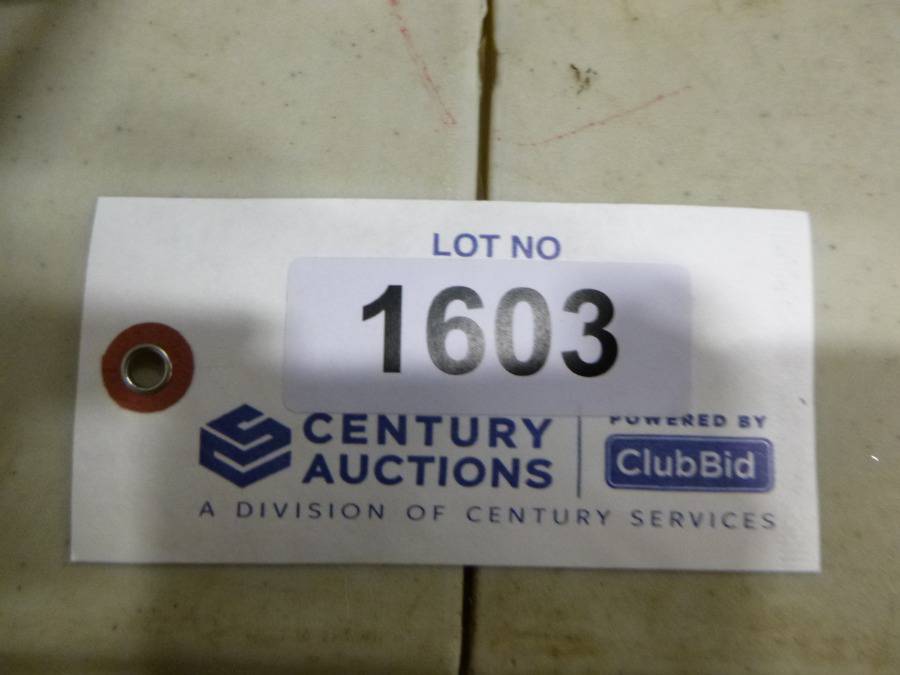 LOT NO
1603
CENTURY
AUCTIONS
POWERED BY
ClubBid
A DIVISION OF CENTURY SERVICES